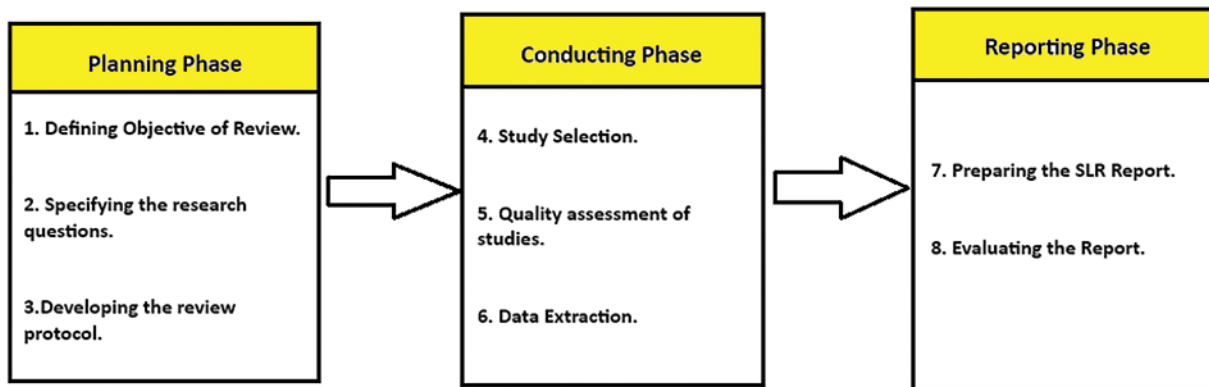 Planning Phase
1. Defining Objective of Review.
2. Specifying the research
questions.
3.Developing the review
protocol.
Conducting Phase
4. Study Selection.
5. Quality assessment of
studies.
6. Data Extraction.
Reporting Phase
7. Preparing the SLR Report.
8. Evaluating the Report.